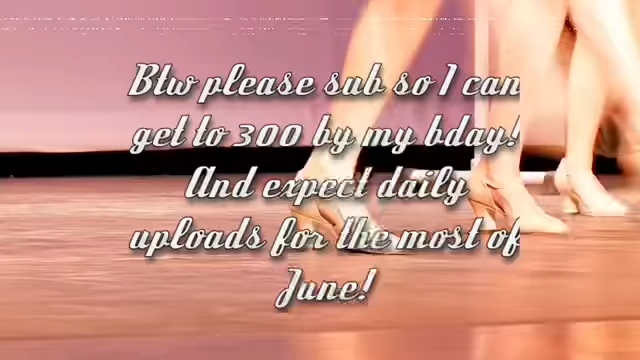 Btw please sub so I can
get to 300 by my bday!
And expect daily
uploads for the most of
June!